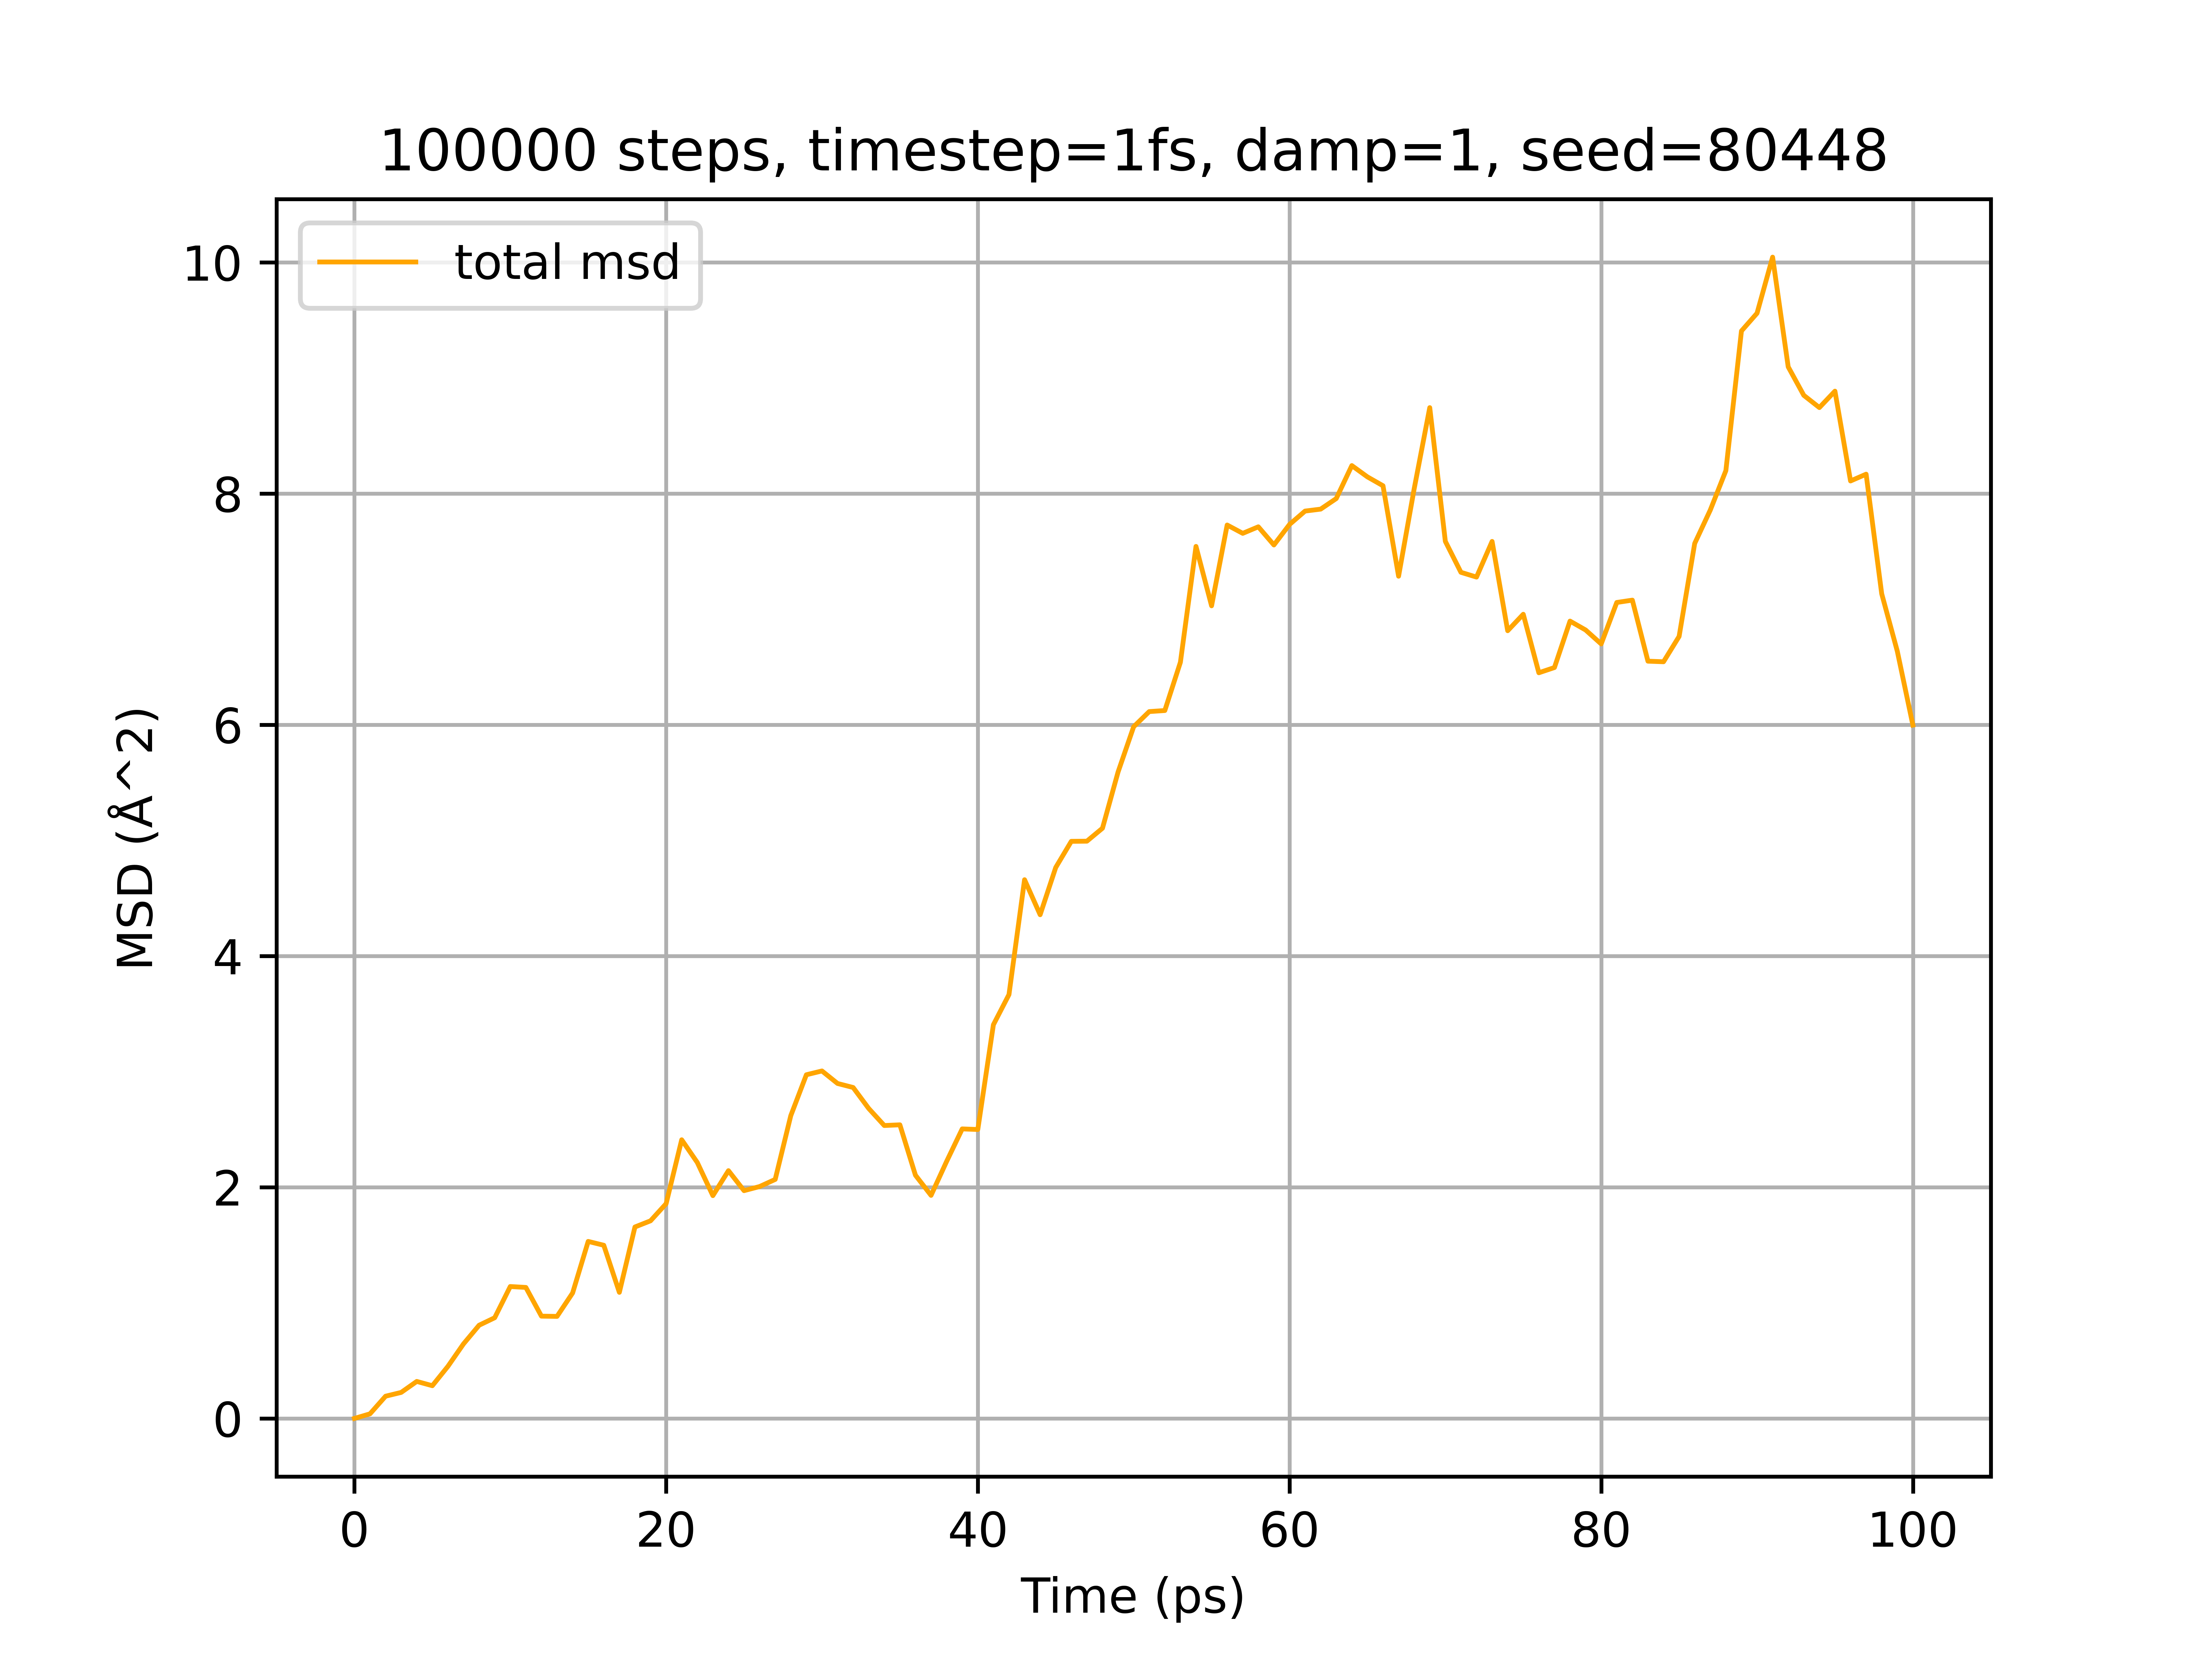 100000 steps, timestep=1fs, damp=1, seed=80448
total msd
MSD (Å^2)
10
8
6
4
2
0
0 20 40 60 80 100
Time (ps)